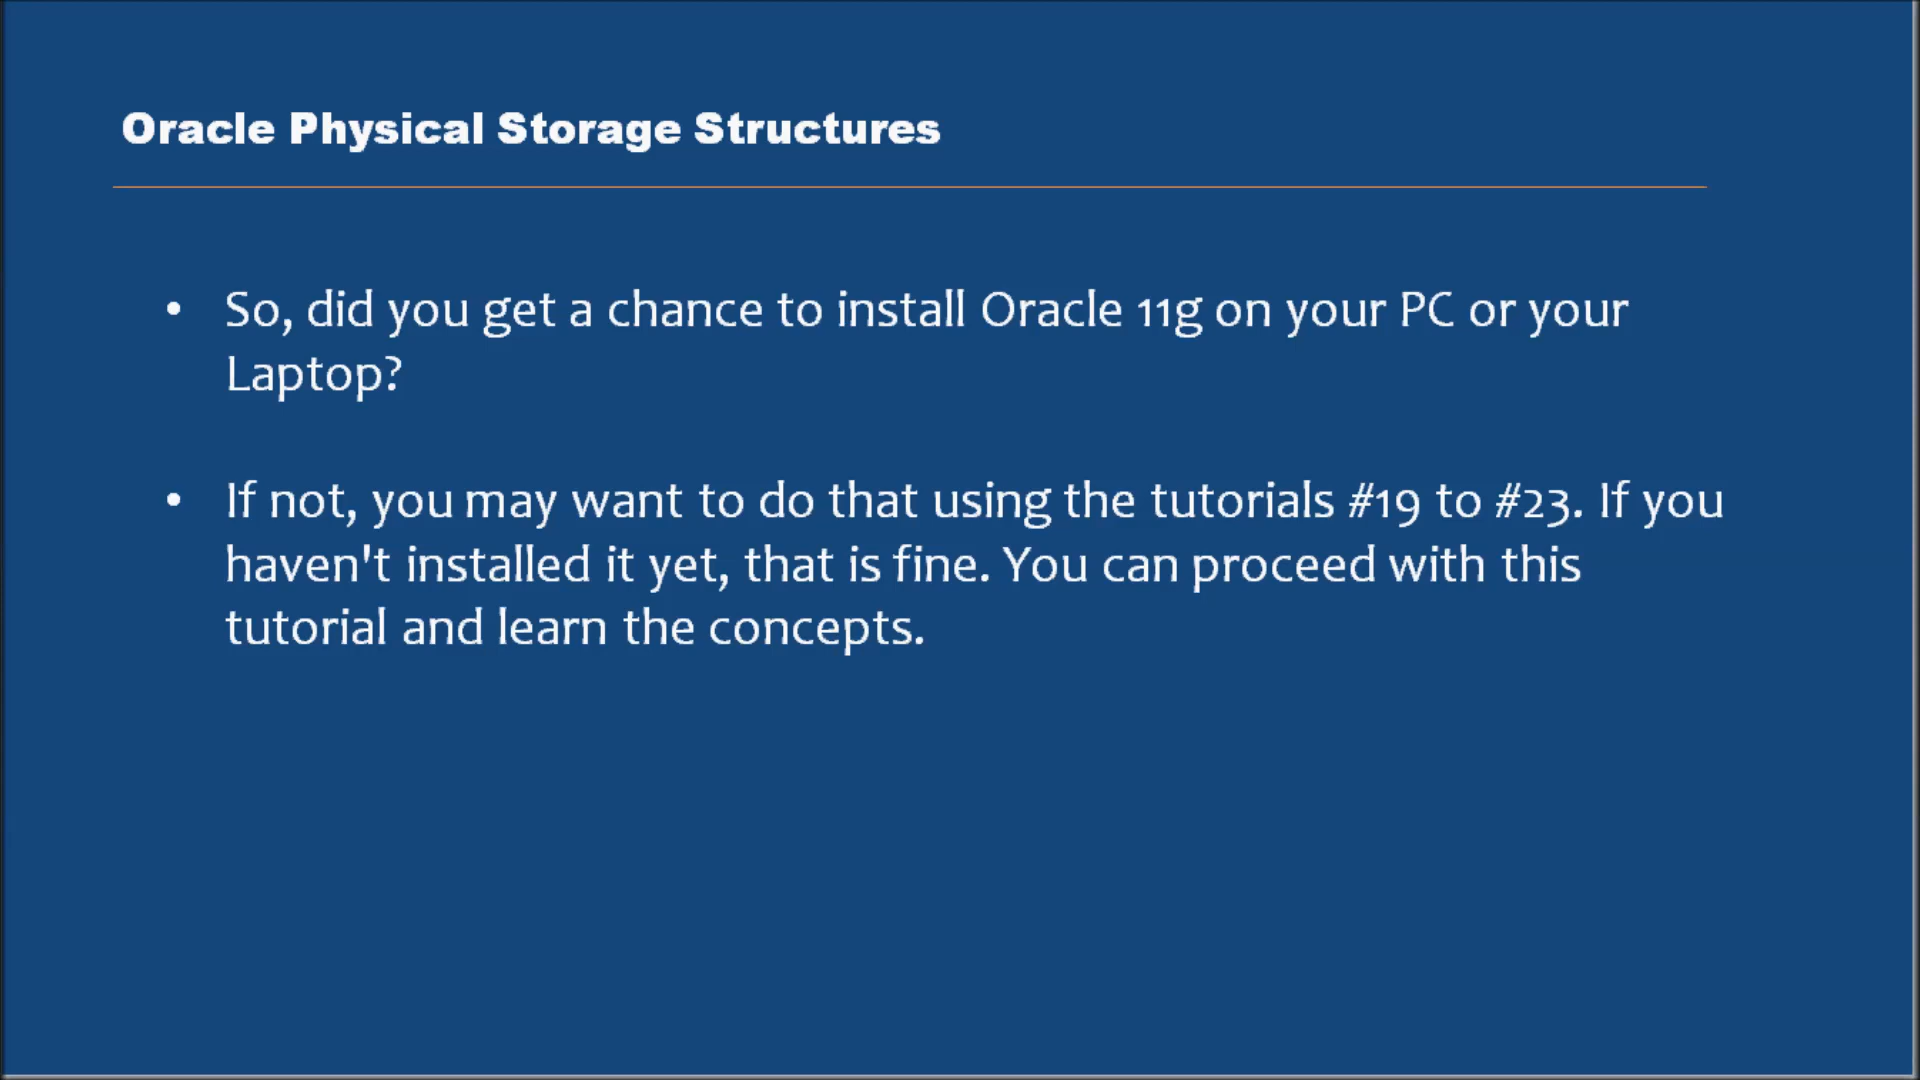 Oracle Physical Storage Structures
• So, did you get a chance to install Oracle 11g on your PC or your
Laptop?
• If not, you may want to do that using the tutorials #19 to #23. If you
haven't installed it yet, that is fine. You can proceed with this
tutorial and learn the concepts.